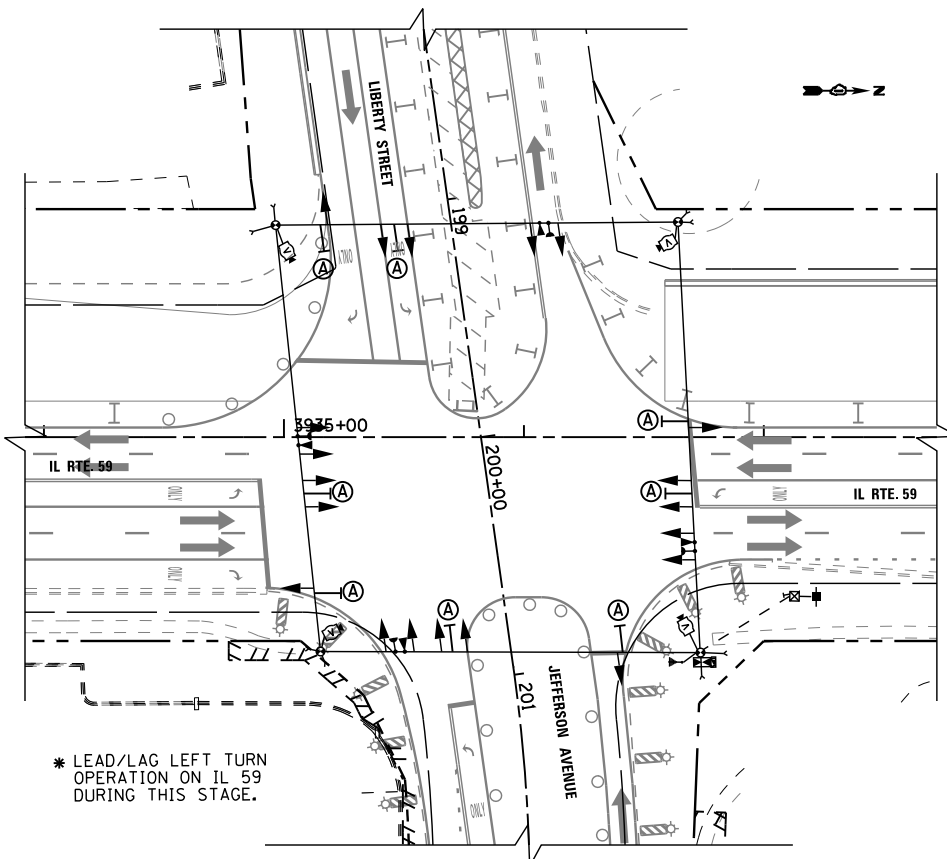 N
LIBERTY STREET
199
ONLY
ONLY
A
A
3935+00
A
IL RTE. 59
ONLY
200+00
A
A
ONLY
IL RTE. 59
ONLY
A
A
A
201
JEFFERSON AVENUE
ONLY
* LEAD/LAG LEFT TURN
OPERATION ON IL 59
DURING THIS STAGE.